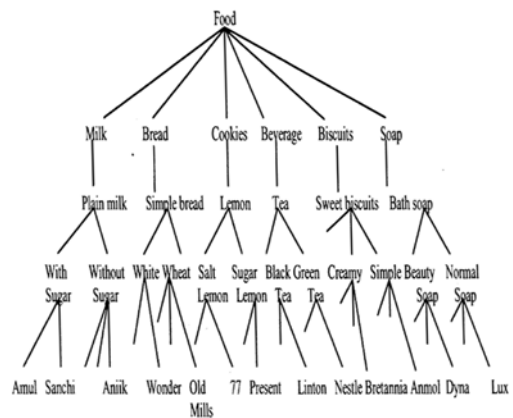 Food
Milk Bread Cookies Beverage Biscuits Soap
Plain milk Simple bread Lemon Tea Sweet biscuits Bath soap
With Without White Wheat Salt Sugar Black Green Creamy Simple Beauty Normal
Sugar Sugar Lemon Lemon Tea Tea Soap Soap
Amul Sanchi Aniik Wonder Old 77 Present Linton Nestle Bretannia Anmol Dyna Lux
Mills